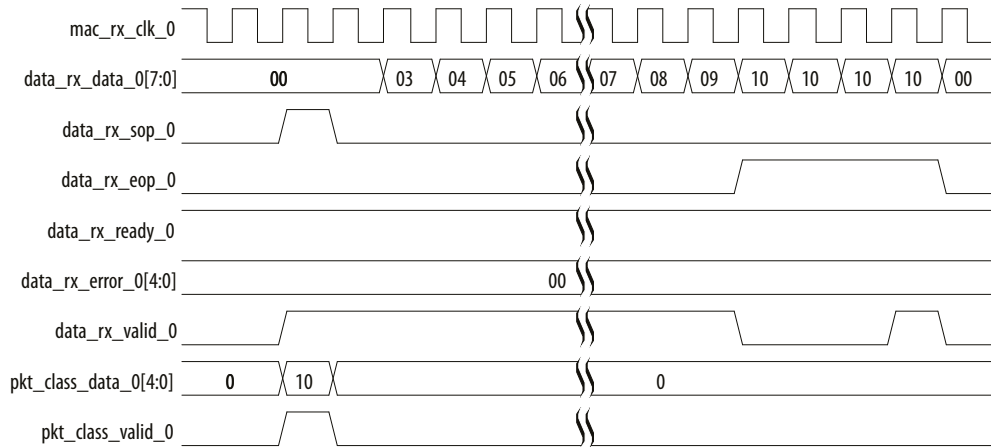 mac_rx_clk_0
data_rx_data_0[7:0] 00 03 04 05 06 07 08 09 10 10 10 10 00
data_rx_sop_0
data_rx_eop_0
data_rx_ready_0
data_rx_error_0[4:0] 00
data_rx_valid_0
pkt_class_data_0[4:0] 0 10 0
pkt_class_valid_0